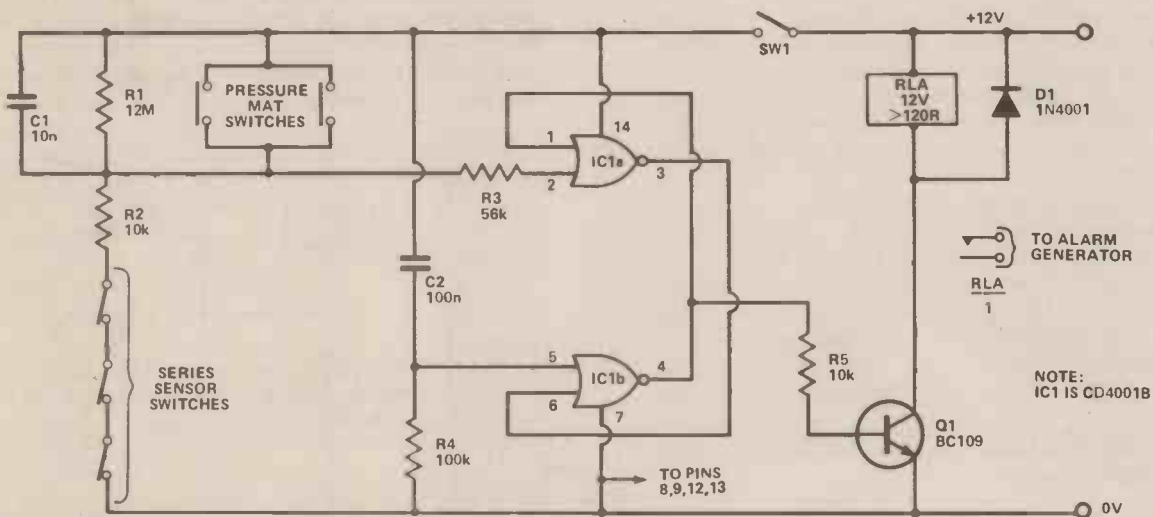 +12V
SW1
C1
10n
R1
12M
PRESSURE
MAT
SWITCHES
RLA
12V
>120R
D1
1N4001
1
14
IC1a
2
3
R3
56k
R2
10k
C2
100n
TO ALARM
GENERATOR
RLA
1
SERIES
SENSOR
SWITCHES
5
IC1b
4
6
7
R5
10k
NOTE:
IC1 IS CD4001B
R4
100k
Q1
BC109
TO PINS
8,9,12,13
0V